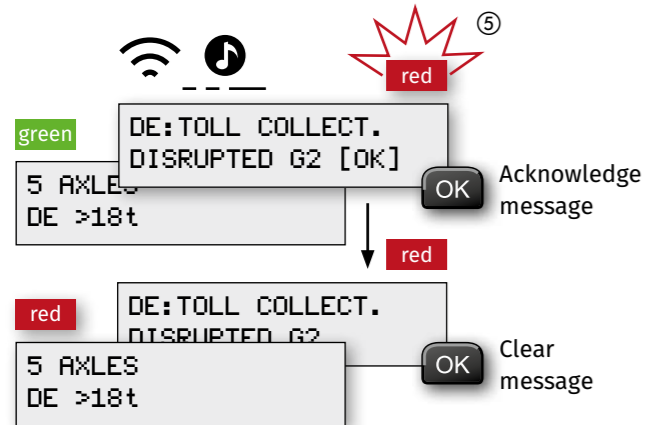 ⑤
red
green
DE:TOLL COLLECT.
DISRUPTED G2 [OK]
5 AXLES
DE >18t
OK
Acknowledge
message
red
red
DE:TOLL COLLECT.
DISRUPTED G2
5 AXLES
DE >18t
OK
Clear
message